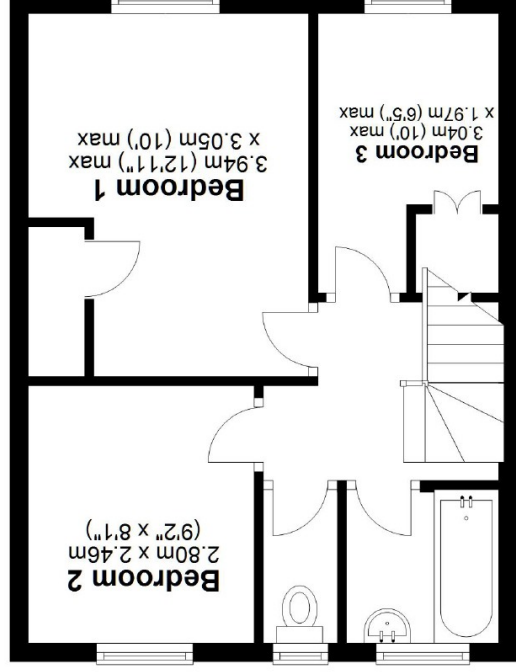 Bedroom 2
2.80m x 2.46m
(9'2" x 8'1")
Bedroom 3
3.04m (10') max
x 1.97m (6'5") max
Bedroom 1
3.94m (12'11") max
x 3.05m (10') max